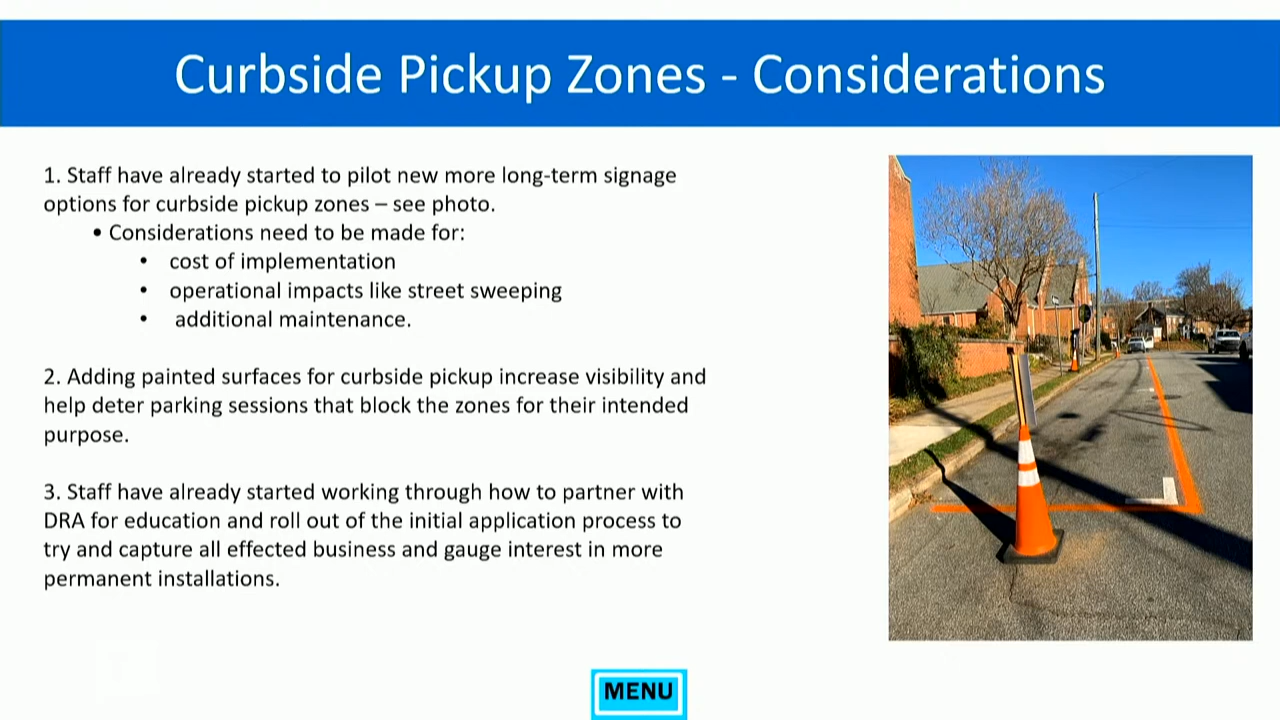 Curbside Pickup Zones - Considerations
1. Staff have already started to pilot new more long-term signage
options for curbside pickup zones – see photo.
• Considerations need to be made for:
• cost of implementation
• operational impacts like street sweeping
• additional maintenance.
2. Adding painted surfaces for curbside pickup increase visibility and
help deter parking sessions that block the zones for their intended
purpose.
3. Staff have already started working through how to partner with
DRA for education and roll out of the initial application process to
try and capture all effected business and gauge interest in more
permanent installations.
MENU